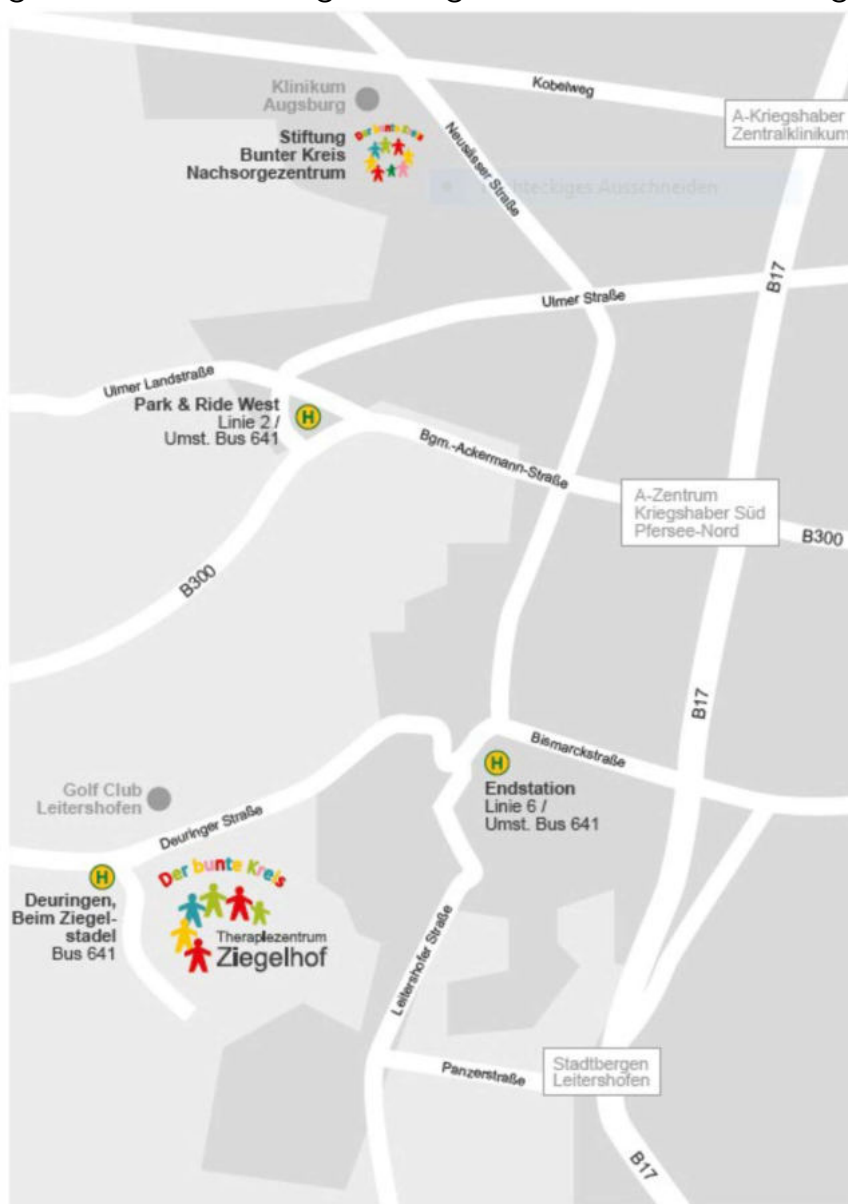 Kobelweg
Klinikum
Augsburg
A-Kriegshaber
Zentralklinikum
Der bunte Kreis
Stiftung
Bunter Kreis
Nachsorgezentrum
Neusässer Straße
Ausschneiden
B17
Ulmer Straße
Ulmer Landstraße
Park & Ride West
Linie 2 /
Umst. Bus 641
H
Bgm.-Ackermann-Straße
A-Zentrum
Kriegshaber Süd
Pfersee-Nord
B300
B300
B17
Bismarckstraße
H
Endstation
Linie 6 /
Umst. Bus 641
Golf Club
Leitershofen
Deuringer Straße
H
Deuringen,
Beim Ziegel-
stadel
Bus 641
Der bunte Kreis
Therapiezentrum
Ziegelhof
Leitershofer Straße
Panzerstraße
Stadtbergen
Leitershofen
B17